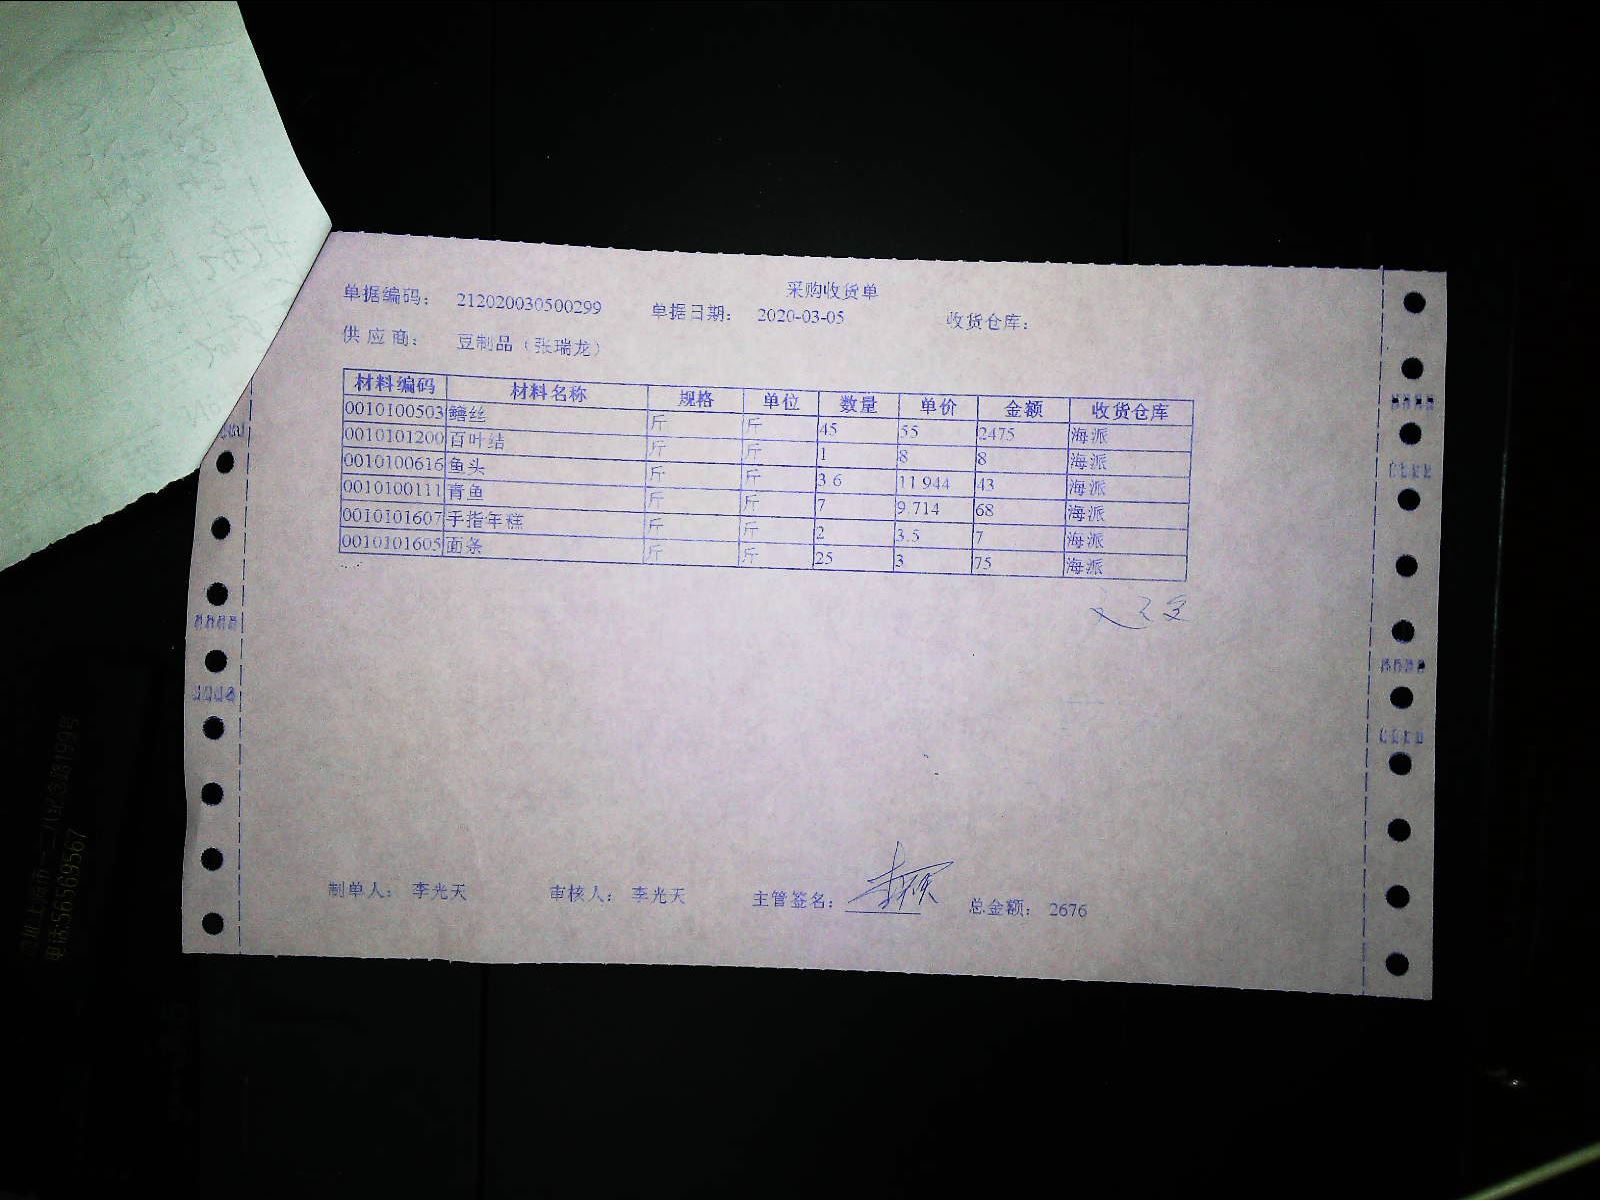 采购收货单
单据编码： 212020030500299 单据日期： 2020-03-05 收货仓库：
供应商： 豆制品（张瑞龙）
材料编码 材料名称 规格 单位 数量 单价 金额 收货仓库
0010100503 鳝丝 斤 斤 45 55 2475 海派
0010101200 百叶结 斤 斤 1 8 8 海派
0010100616 鱼头 斤 斤 3.6 11.944 43 海派
0010100111 青鱼 斤 斤 7 9.714 68 海派
0010101607 手指年糕 斤 斤 2 3.5 7 海派
0010101605 面条 斤 斤 25 3 75 海派
制单人： 李光天 审核人： 李光天 主管签名： 总金额： 2676
电话:56569567